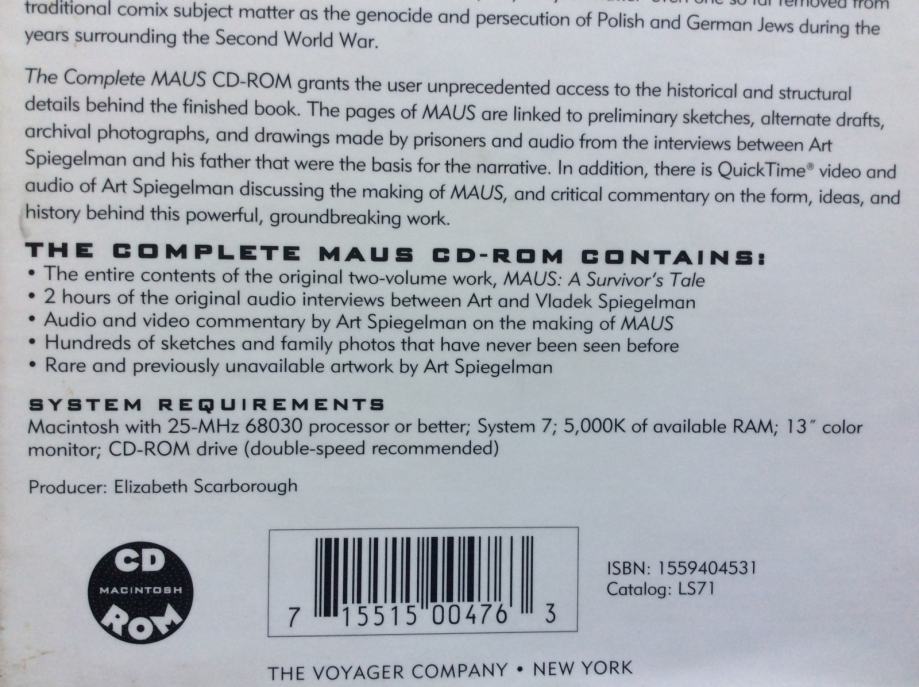 traditional comix subject matter as the genocide and persecution of Polish and German Jews during the
years surrounding the Second World War.
The Complete MAUS CD-ROM grants the user unprecedented access to the historical and structural
details behind the finished book. The pages of MAUS are linked to preliminary sketches, alternate drafts,
archival photographs, and drawings made by prisoners and audio from the interviews between Art
Spiegelman and his father that were the basis for the narrative. In addition, there is QuickTime® video and
audio of Art Spiegelman discussing the making of MAUS, and critical commentary on the form, ideas, and
history behind this powerful, groundbreaking work.
THE COMPLETE MAUS CD-ROM CONTAINS:
• The entire contents of the original two-volume work, MAUS: A Survivor's Tale
• 2 hours of the original audio interviews between Art and Vladek Spiegelman
• Audio and video commentary by Art Spiegelman on the making of MAUS
• Hundreds of sketches and family photos that have never been seen before
• Rare and previously unavailable artwork by Art Spiegelman
SYSTEM REQUIREMENTS
Macintosh with 25-MHz 68030 processor or better; System 7; 5,000K of available RAM; 13″ color
monitor; CD-ROM drive (double-speed recommended)
Producer: Elizabeth Scarborough
CD
MACINTOSH
ROM
7 15515 00476 3
ISBN: 1559404531
Catalog: LS71
THE VOYAGER COMPANY • NEW YORK